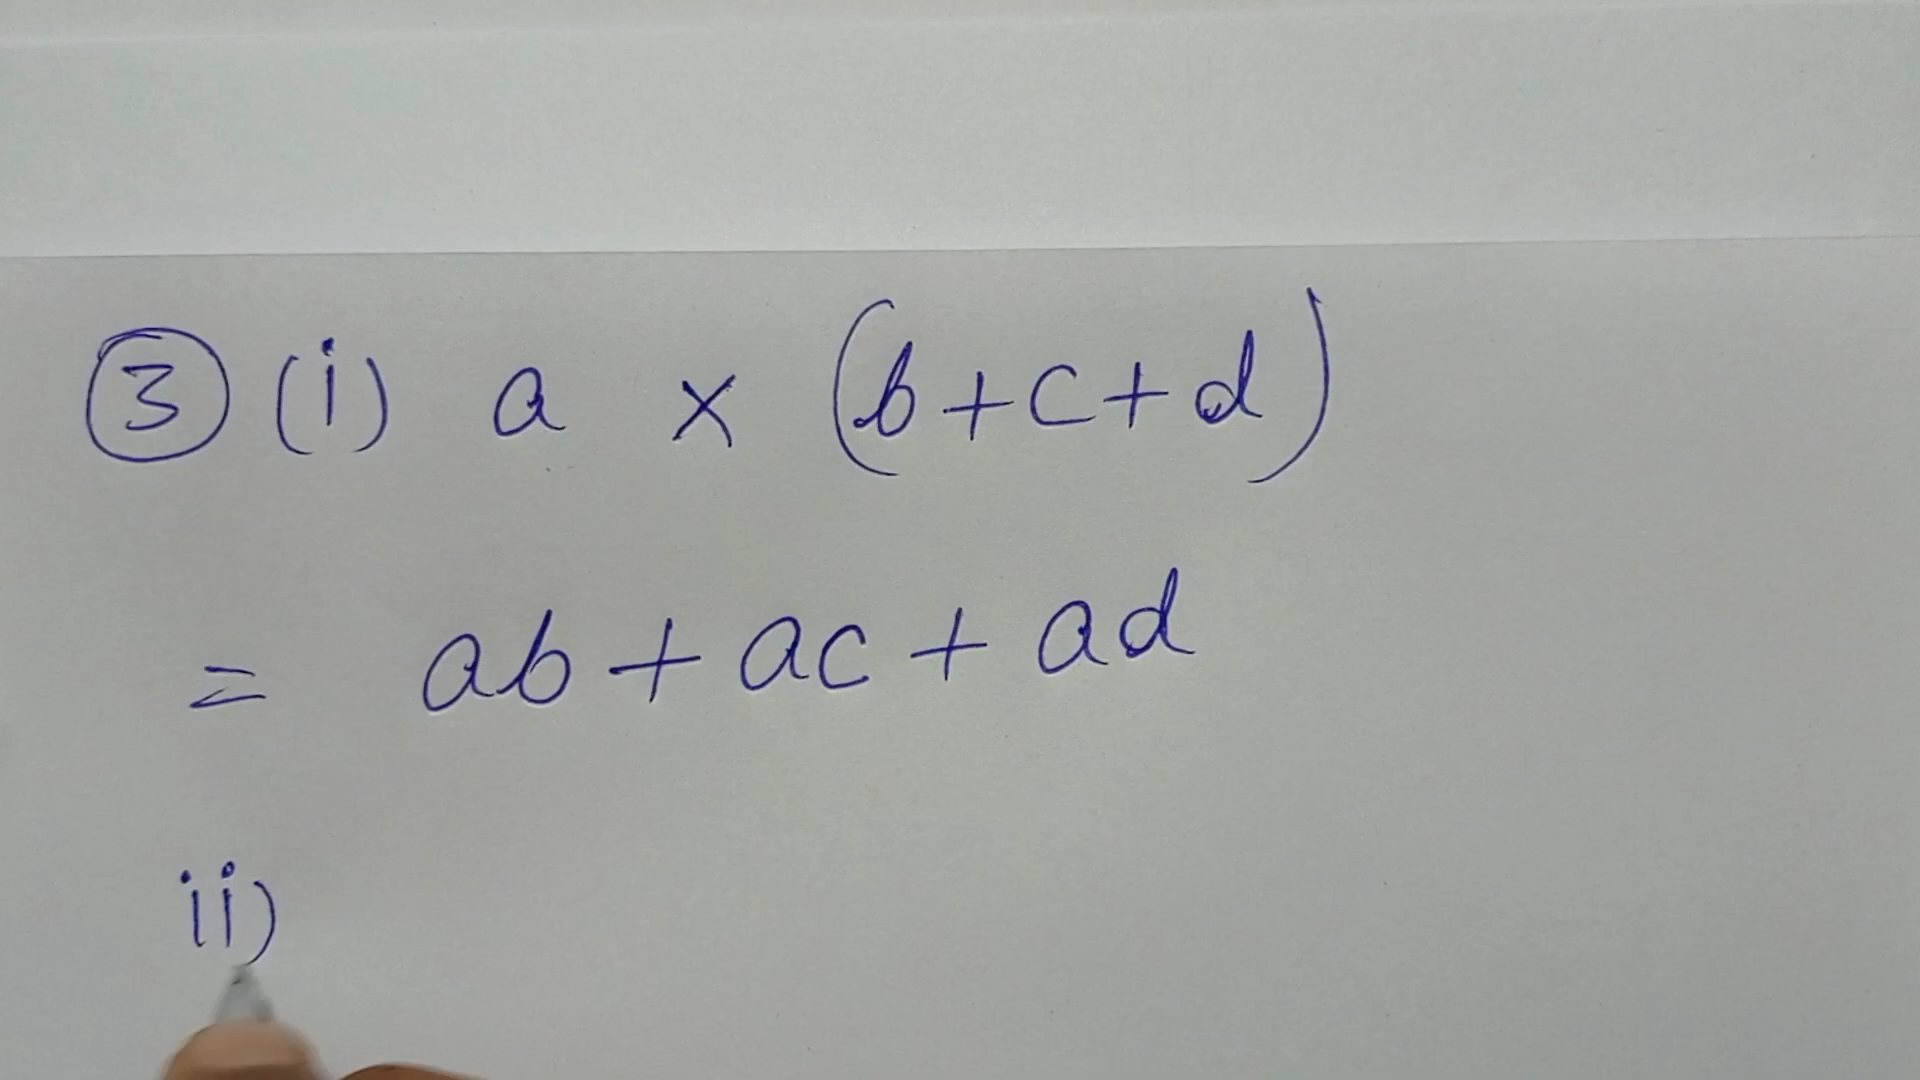 ③ (i) a × (b+c+d)
= ab + ac + ad
ii)